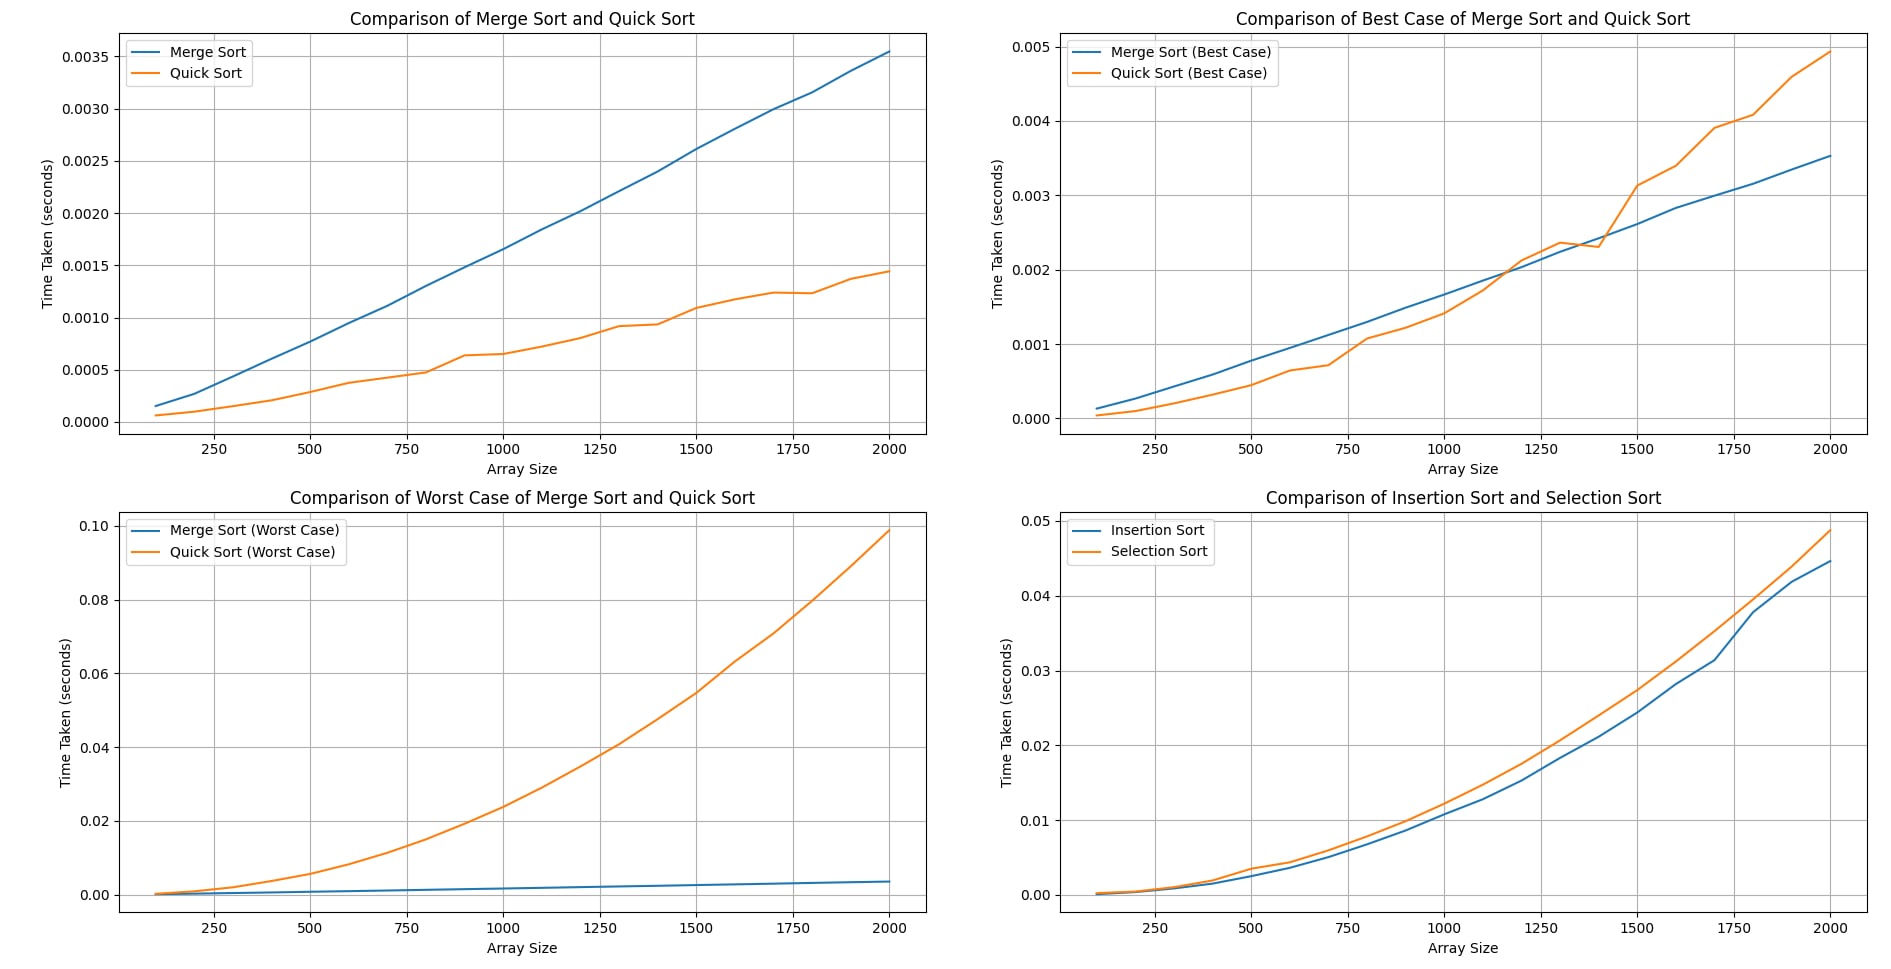 Comparison of Merge Sort and Quick Sort
Merge Sort
Quick Sort
0.0035
0.0030
0.0025
0.0020
0.0015
0.0010
0.0005
0.0000
Time Taken (seconds)
250 500 750 1000 1250 1500 1750 2000
Array Size
Comparison of Best Case of Merge Sort and Quick Sort
Merge Sort (Best Case)
Quick Sort (Best Case)
0.005
0.004
0.003
0.002
0.001
0.000
Time Taken (seconds)
250 500 750 1000 1250 1500 1750 2000
Array Size
Comparison of Worst Case of Merge Sort and Quick Sort
Merge Sort (Worst Case)
Quick Sort (Worst Case)
0.10
0.08
0.06
0.04
0.02
0.00
Time Taken (seconds)
250 500 750 1000 1250 1500 1750 2000
Array Size
Comparison of Insertion Sort and Selection Sort
Insertion Sort
Selection Sort
0.05
0.04
0.03
0.02
0.01
0.00
Time Taken (seconds)
250 500 750 1000 1250 1500 1750 2000
Array Size